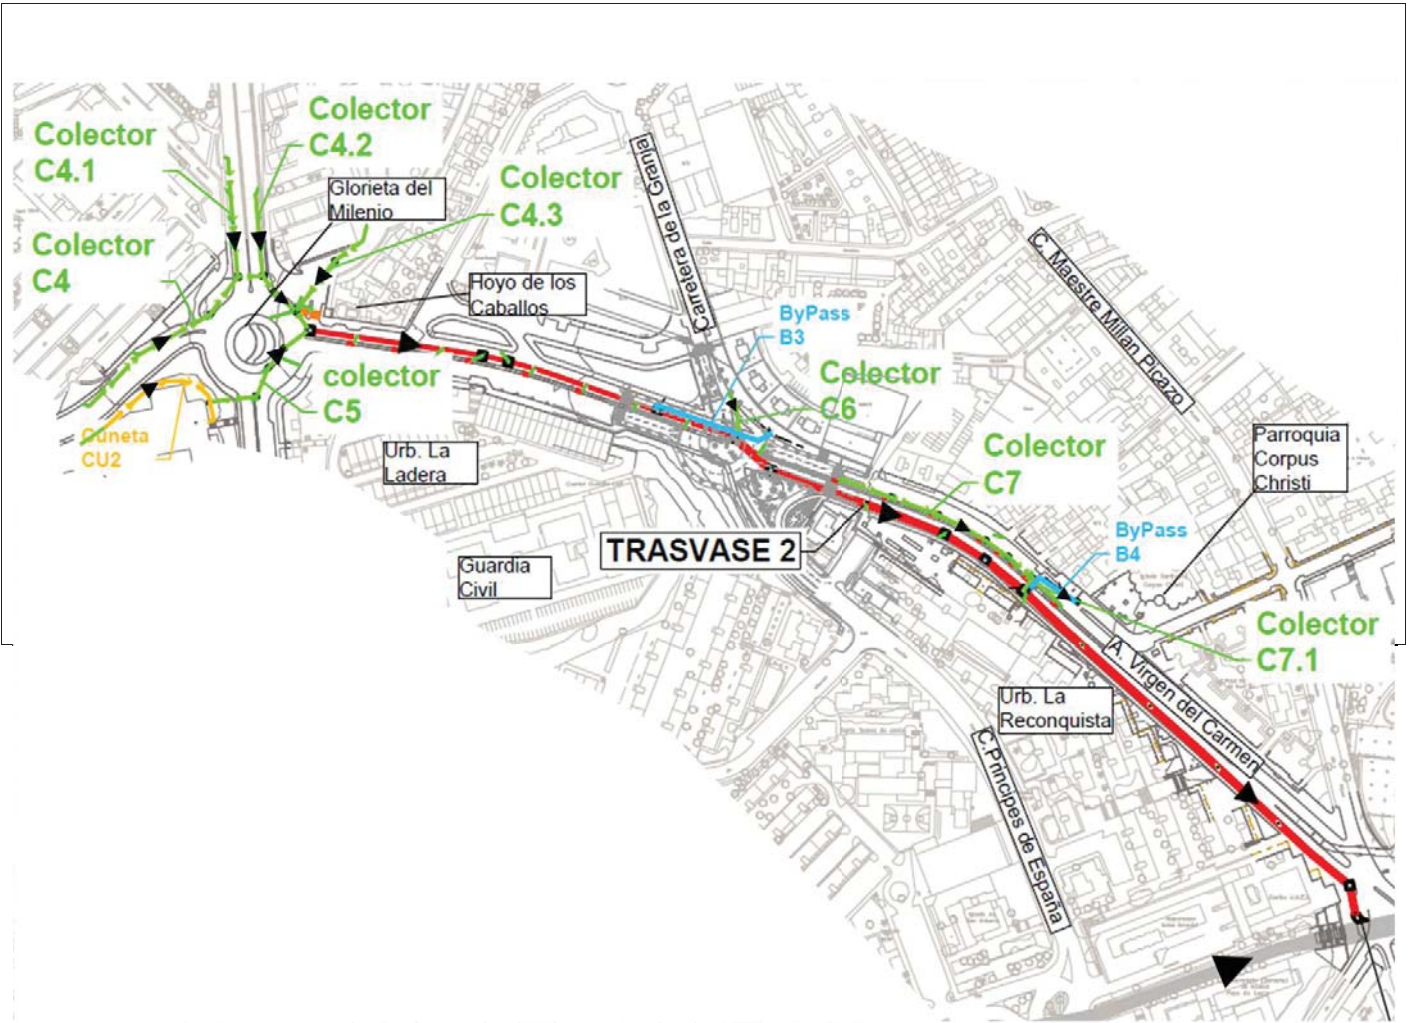 Colector
C4.1
Colector
C4.2
Glorieta del
Milenio
Colector
C4.3
Colector
C4
Hoyo de los
Caballos
Carretera de la Granja
C. Maestre Millan Picazo
ByPass
B3
colector
C5
Colector
C6
Cuneta
CU2
Urb. La
Ladera
Colector
C7
Parroquia
Corpus
Christi
TRASVASE 2
ByPass
B4
Guardia
Civil
Colector
C7.1
A. Virgen del Carmen
Urb. La
Reconquista
C.Principes de España